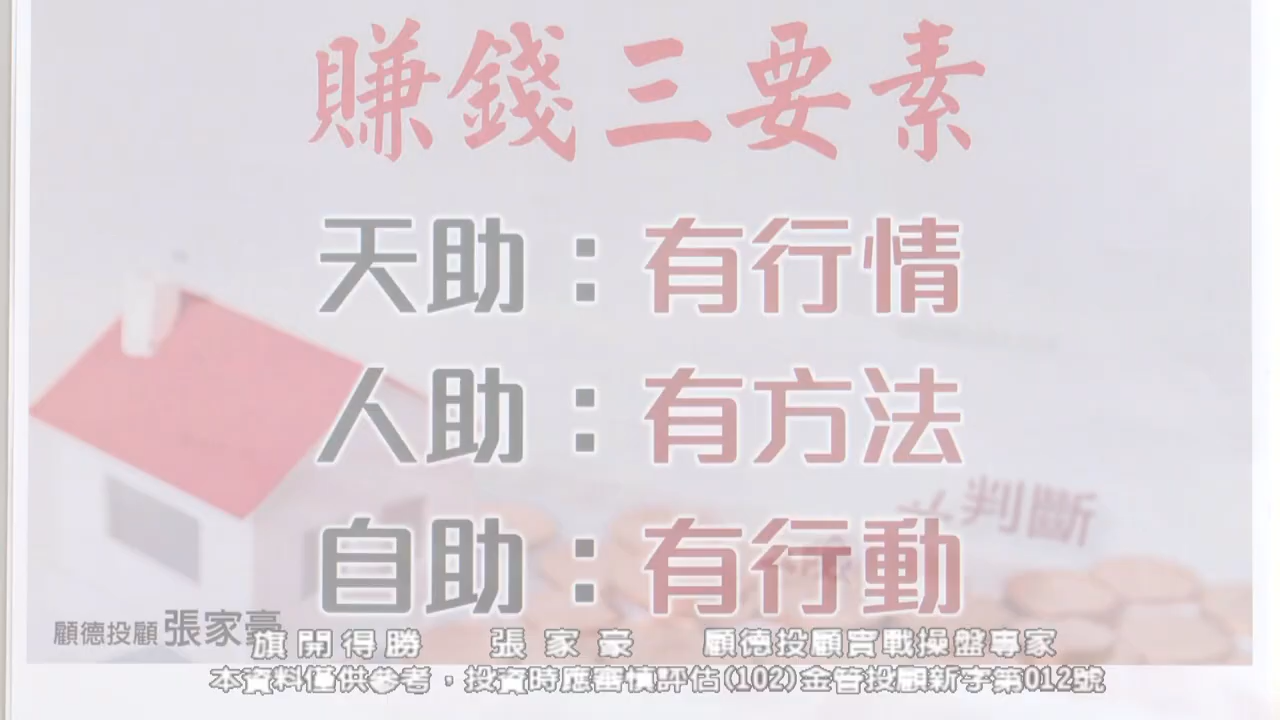 賺錢三要素
天助：有行情
人助：有方法
判斷
自助：有行動
顧德投顧 張家豪
旗開得勝 張家豪 顧德投顧實戰操盤專家
本資料僅供參考，投資時應審慎評估(102)金管投顧新字第012號